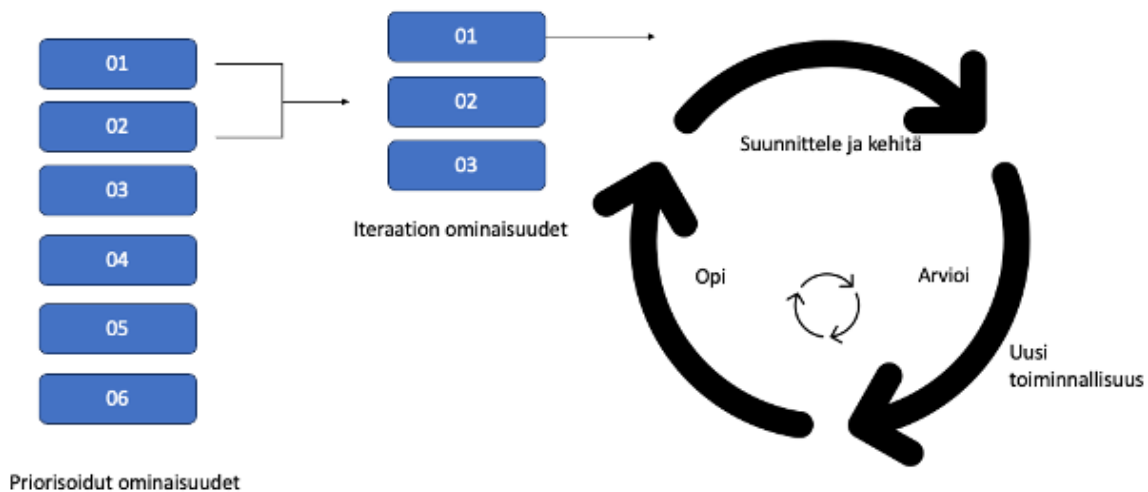 01
02
03
04
05
06
Priorisoidut ominaisuudet
01
02
03
Iteraation ominaisuudet
Suunnittele ja kehitä
Opi
Arvioi
Uusi
toiminnallisuus